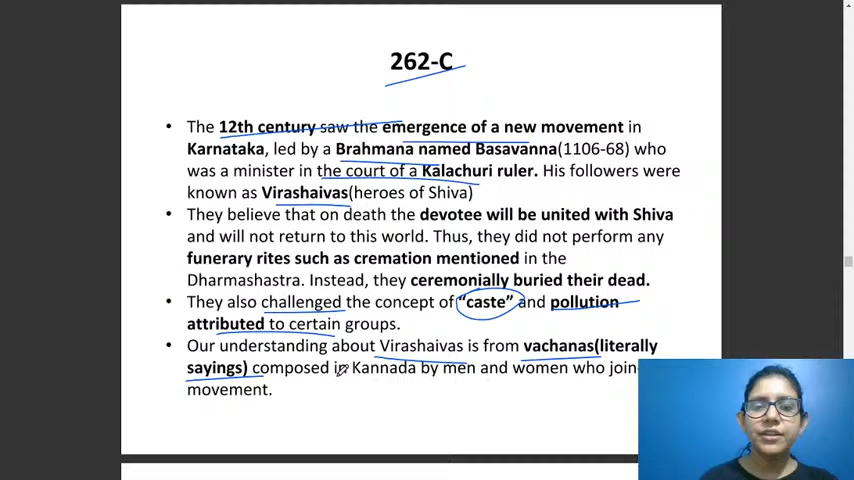 262-C
• The 12th century saw the emergence of a new movement in
Karnataka, led by a Brahmana named Basavanna(1106-68) who
was a minister in the court of a Kalachuri ruler. His followers were
known as Virashaivas(heroes of Shiva)
• They believe that on death the devotee will be united with Shiva
and will not return to this world. Thus, they did not perform any
funerary rites such as cremation mentioned in the
Dharmashastra. Instead, they ceremonially buried their dead.
• They also challenged the concept of “caste” and pollution
attributed to certain groups.
• Our understanding about Virashaivas is from vachanas(literally
sayings) composed in Kannada by men and women who
movement.